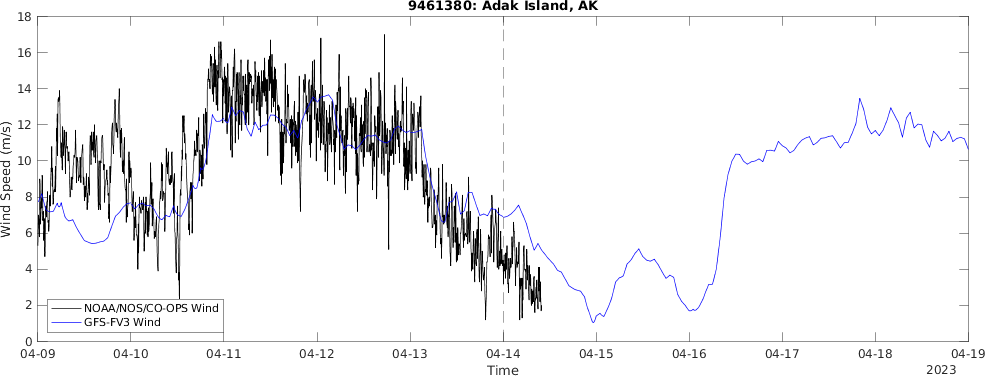 9461380: Adak Island, AK
Wind Speed (m/s)
18
16
14
12
10
8
6
4
2
0
NOAA/NOS/CO-OPS Wind
GFS-FV3 Wind
04-09 04-10 04-11 04-12 04-13 04-14 04-15 04-16 04-17 04-18 04-19
Time
2023